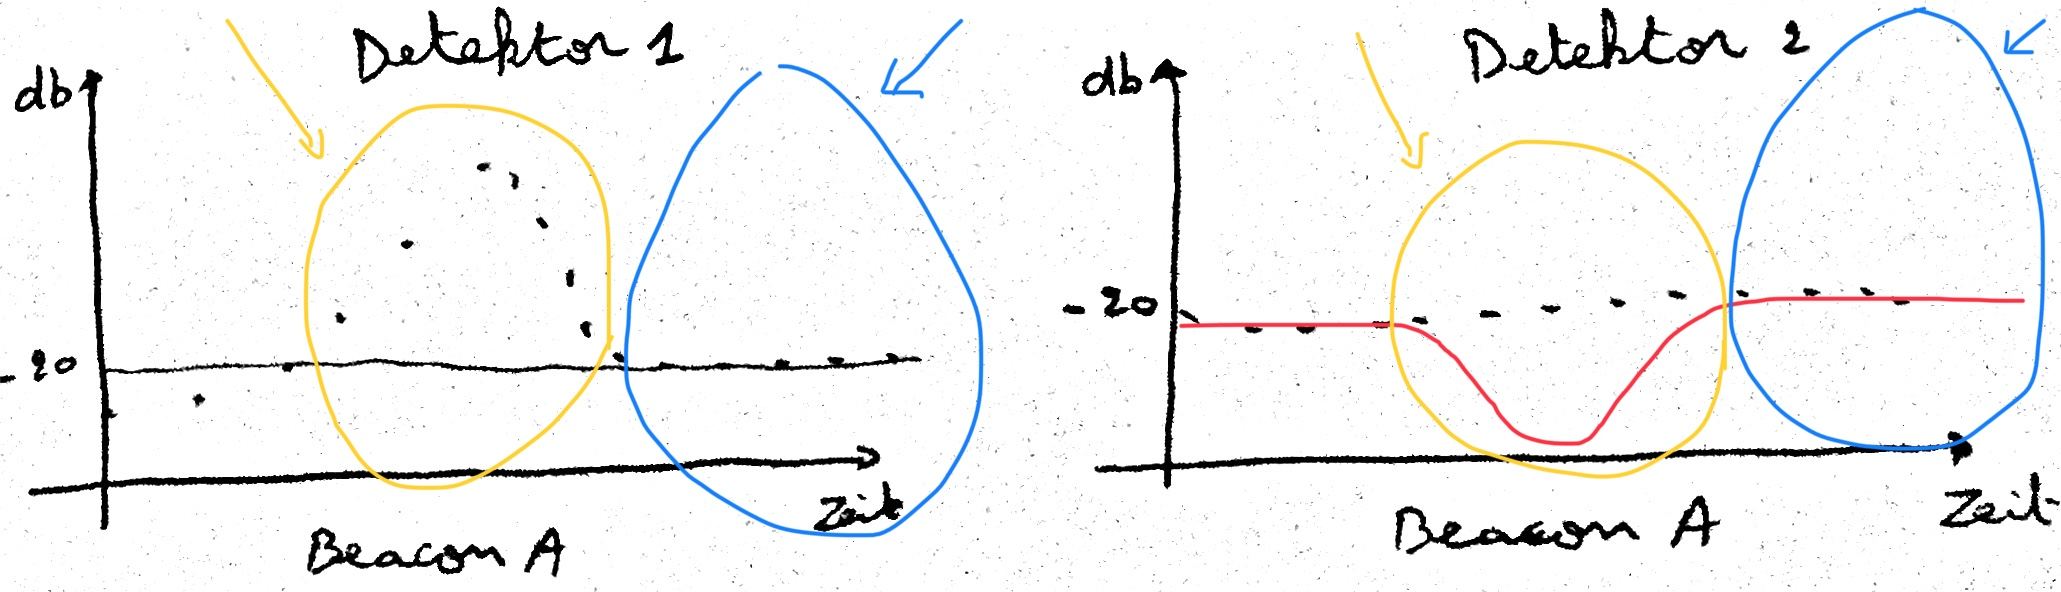 Detektor 1
db
- 20
Zeit
Beacon A
Detektor 2
db
- 20
Zeit
Beacon A